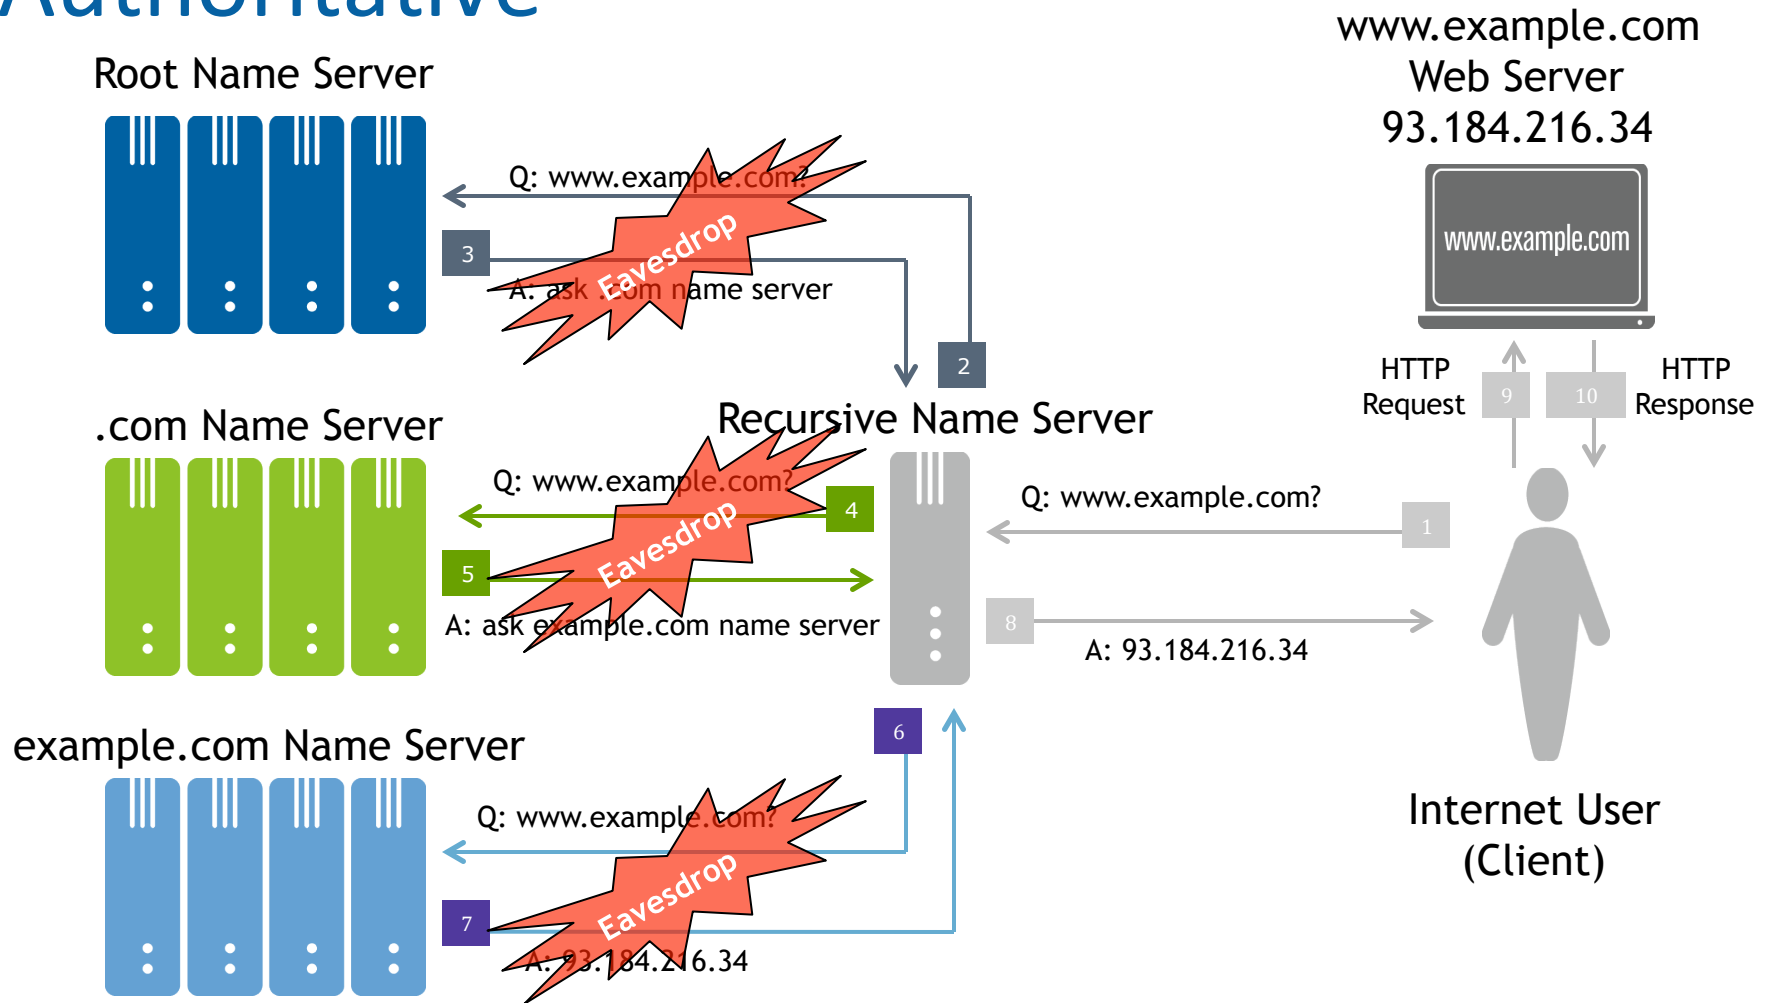 Authoritative
www.example.com
Web Server
93.184.216.34
Root Name Server
Q: www.example.com?
Eavesdrop
3
A: ask .com name server
2
www.example.com
HTTP
Request
9
10
HTTP
Response
.com Name Server
Recursive Name Server
Q: www.example.com?
4
Eavesdrop
5
A: ask example.com name server
Q: www.example.com?
1
8
A: 93.184.216.34
example.com Name Server
6
Q: www.example.com?
Eavesdrop
7
A: 93.184.216.34
Internet User
(Client)